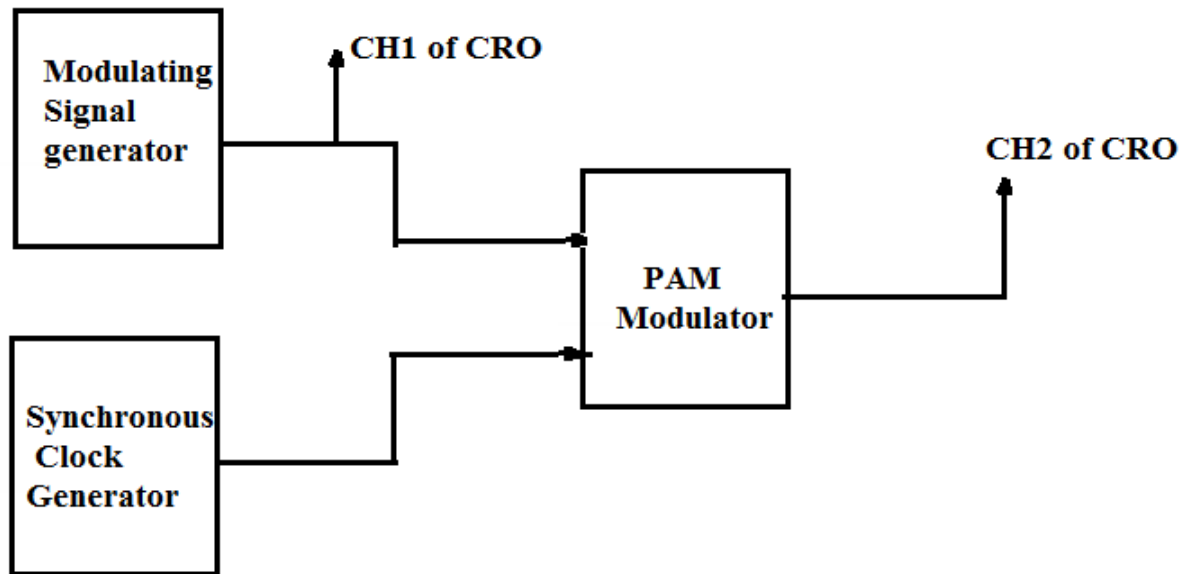 Modulating
Signal
generator
CH1 of CRO
CH2 of CRO
PAM
Modulator
Synchronous
Clock
Generator